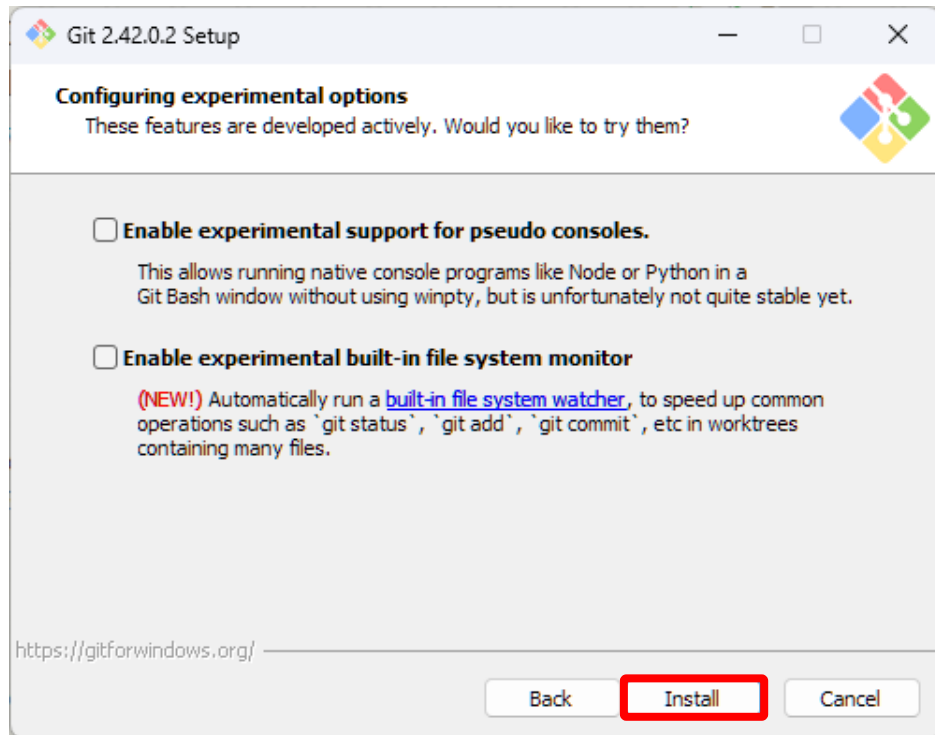 Git 2.42.0.2 Setup
Configuring experimental options
These features are developed actively. Would you like to try them?
Enable experimental support for pseudo consoles.
This allows running native console programs like Node or Python in a
Git Bash window without using winpty, but is unfortunately not quite stable yet.
Enable experimental built-in file system monitor
(NEW!) Automatically run a built-in file system watcher, to speed up common
operations such as `git status`, `git add`, `git commit`, etc in worktrees
containing many files.
https://gitforwindows.org/
Back Install Cancel